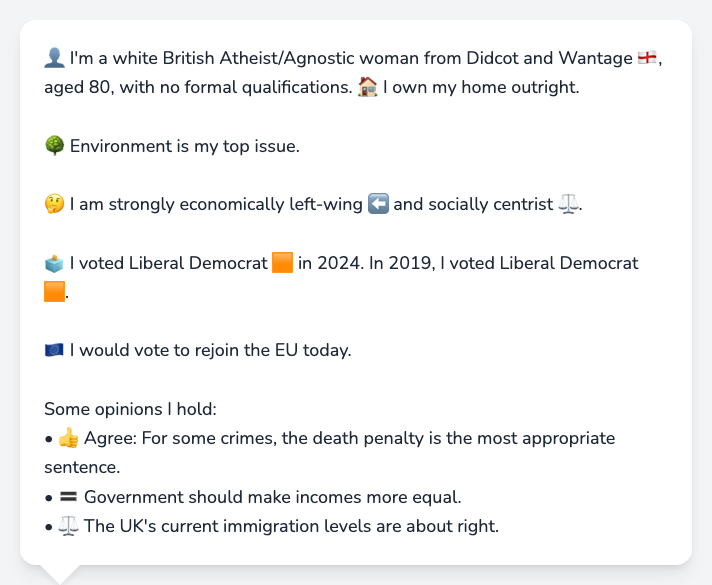 👤 I'm a white British Atheist/Agnostic woman from Didcot and Wantage 🏴󠁧󠁢󠁥󠁮󠁧󠁿,
aged 80, with no formal qualifications. 🏠 I own my home outright.
🌳 Environment is my top issue.
🤔 I am strongly economically left-wing ⬅️ and socially centrist ⚖️.
🗳️ I voted Liberal Democrat 🟧 in 2024. In 2019, I voted Liberal Democrat
🟧.
🇪🇺 I would vote to rejoin the EU today.
Some opinions I hold:
• 👍 Agree: For some crimes, the death penalty is the most appropriate
sentence.
• 🟰 Government should make incomes more equal.
• ⚖️ The UK's current immigration levels are about right.